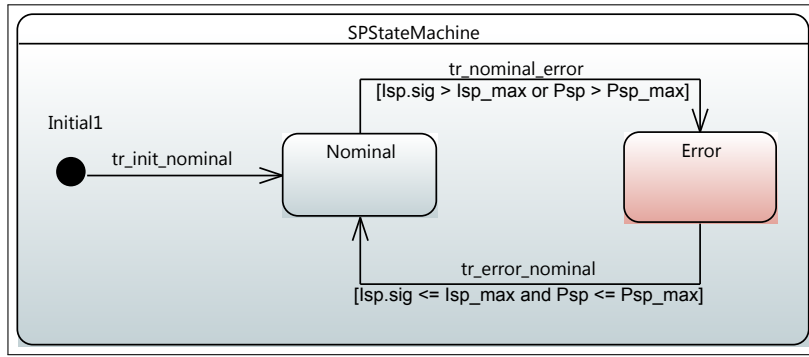 SPStateMachine
tr_nominal_error
[Isp.sig > Isp_max or Psp > Psp_max]
Initial1
tr_init_nominal
Nominal
Error
tr_error_nominal
[Isp.sig <= Isp_max and Psp <= Psp_max]